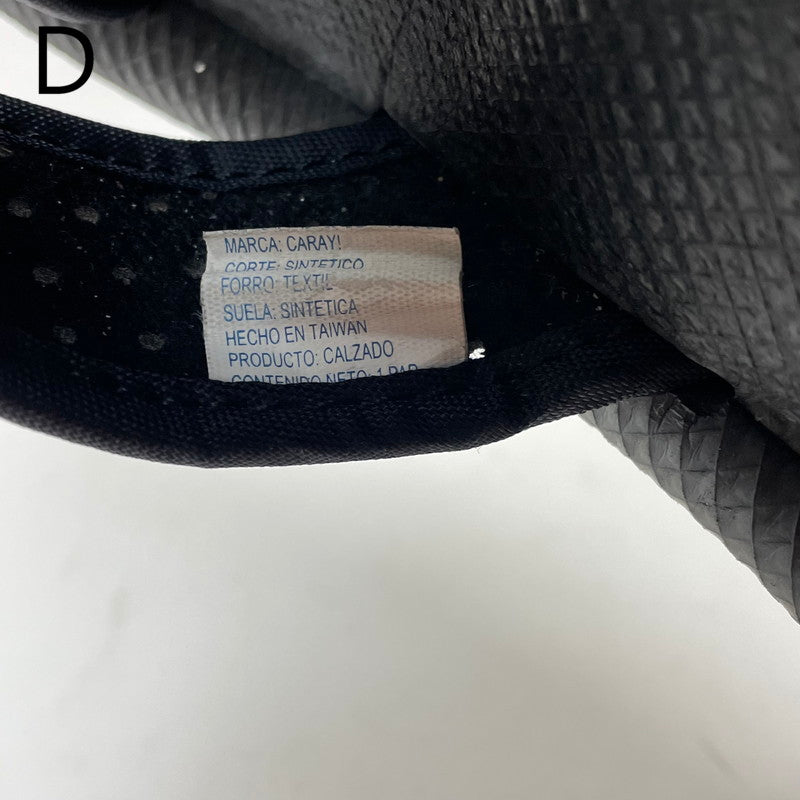 D
MARCA: CARAY!
CORTE: SINTETICO
FORRO: TEXTIL
SUELA: SINTETICA
HECHO EN TAIWAN
PRODUCTO: CALZADO
CONTENIDO NETO: 1 PAR